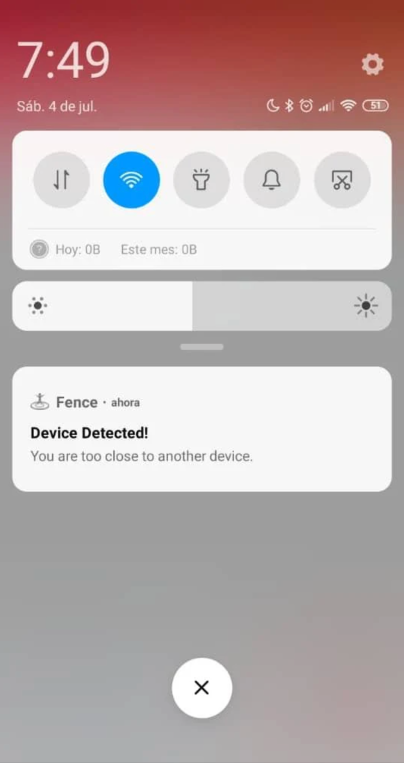 7:49
Sáb. 4 de jul.
51
Hoy: 0B Este mes: 0B
Fence · ahora
Device Detected!
You are too close to another device.